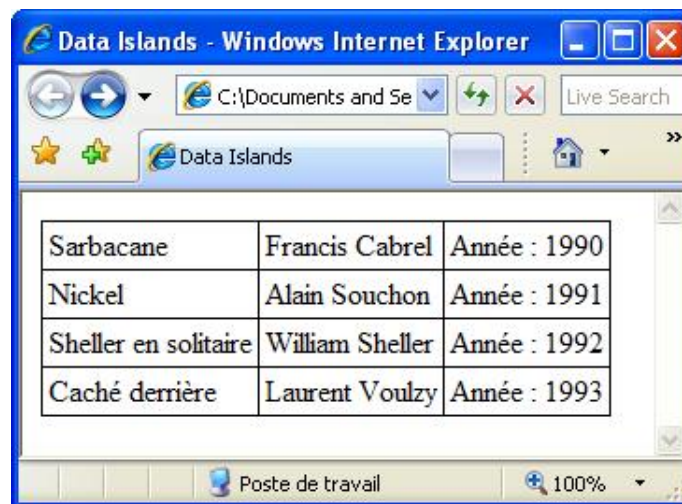 Data Islands - Windows Internet Explorer
C:\Documents and Se
Live Search
Data Islands
Sarbacane Francis Cabrel Année : 1990
Nickel Alain Souchon Année : 1991
Sheller en solitaire William Sheller Année : 1992
Caché derrière Laurent Voulzy Année : 1993
Poste de travail 100%